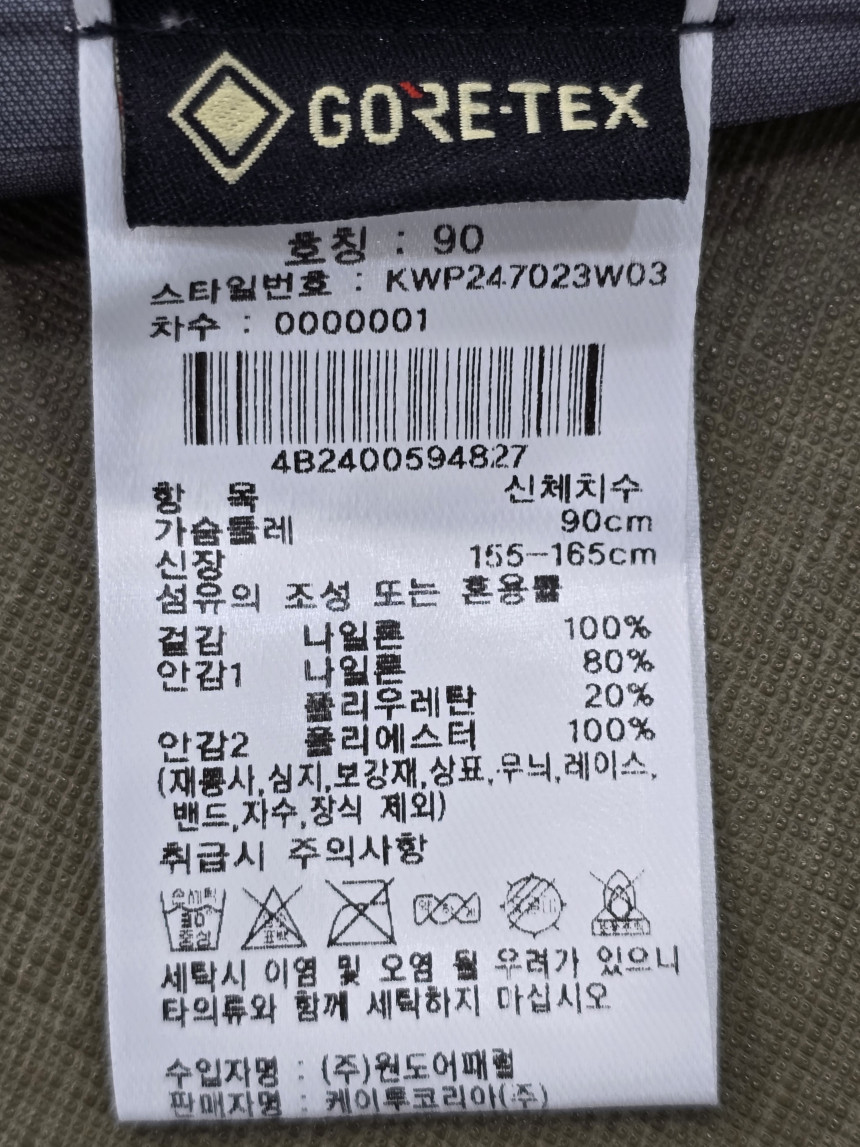 GORE-TEX
호칭 : 90
스타일번호 : KWP247023W03
차수 : 0000001
4B2400594827
항 목 신체치수
가슴둘레 90cm
신장 155-165cm
섬유의 조성 또는 혼용률
겉감 나일론 100%
안감1 나일론 80%
폴리우레탄 20%
안감2 폴리에스터 100%
(재봉사,심지,보강재,상표,무늬,레이스,
밴드,자수,장식 제외)
취급시 주의사항
손세탁
중성
표백
세탁시 이염 및 오염 될 우려가 있으니
타의류와 함께 세탁하지 마십시오
수입자명 : (주)원도어패럴
판매자명 : 케이투코리아(주)